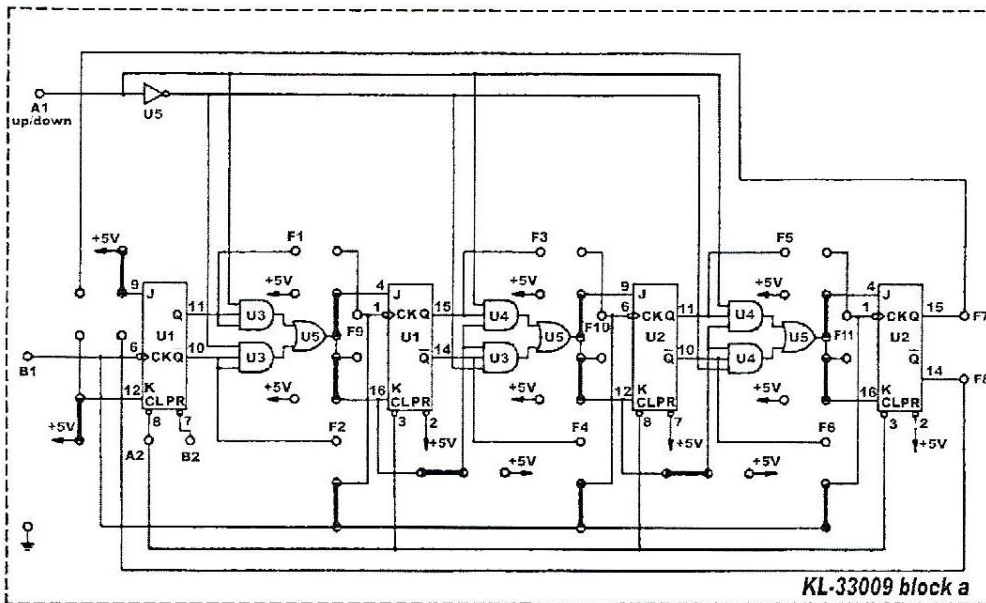 A1
up/down
U5
F1
F3
F5
+5V
+5V
+5V
+5V
9
J
U1
Q
11
U3
U5
F9
4
J
1
CKQ
15
U1
U4
U5
F10
9
J
6
CKQ
11
U2
U4
U5
F11
4
J
1
CKQ
15
U2
F7
B1
6
CKQ
10
U3
Q
14
U4
Q
10
U4
Q
14
F8
12
K
CLPR
16
K
CLPR
12
K
CLPR
16
K
CLPR
+5V
8
7
A2
B2
+5V
F2
3
2
+5V
+5V
F4
+5V
8
7
+5V
+5V
F6
+5V
3
2
+5V
KL-33009 block a